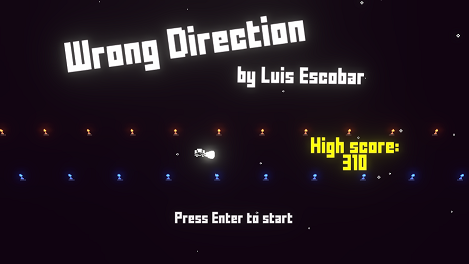 Wrong Direction
by Luis Escobar
High score:
310
Press Enter to start